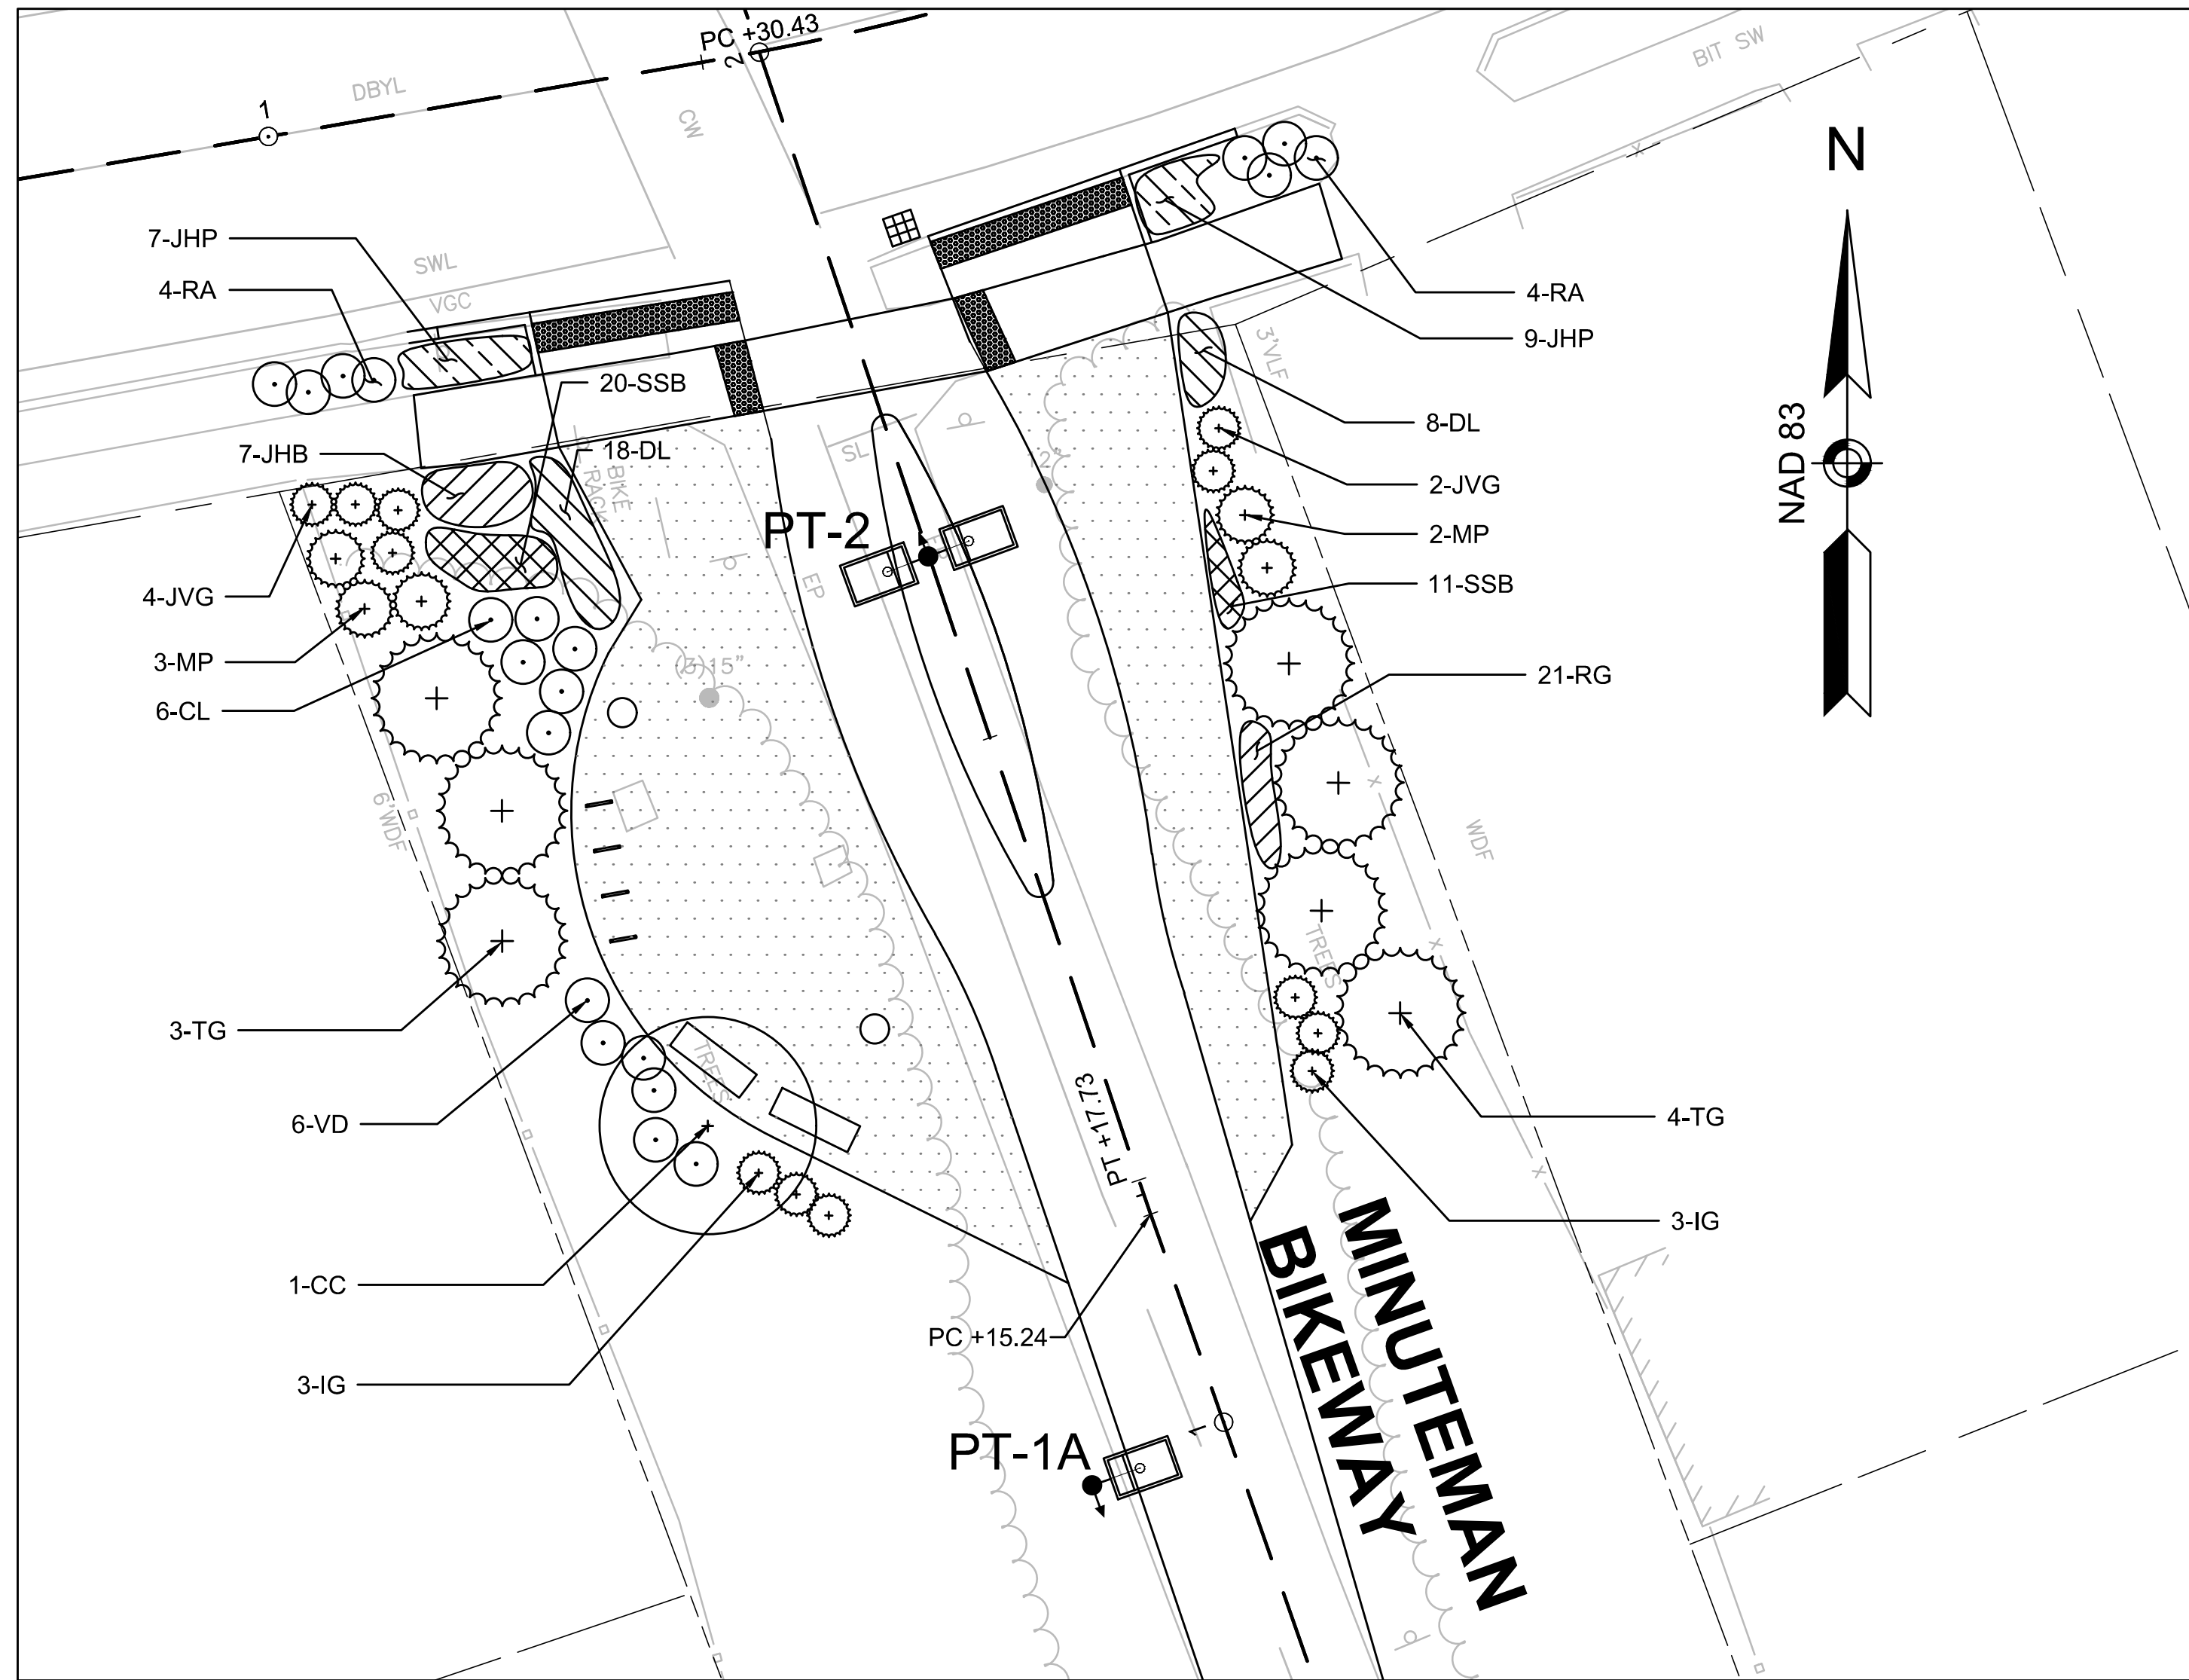 PC +30.43
2
1
DBYL
CW
BIT SW
N
7-JHP
SWL
4-RA
VGC
4-RA
9-JHP
3'VLF
20-SSB
8-DL
NAD 83
7-JHB
18-DL
BIKE
RACK
SL
12"
2-JVG
PT-2
2-MP
EP
11-SSB
4-JVG
3-MP
(3)15"
21-RG
6-CL
6'WDF
WDF
TREES
3-TG
TREES
PT +17.73
4-TG
6-VD
3-IG
1-CC
PC +15.24
3-IG
1
PT-1A
MINUTEMAN
BIKEWAY